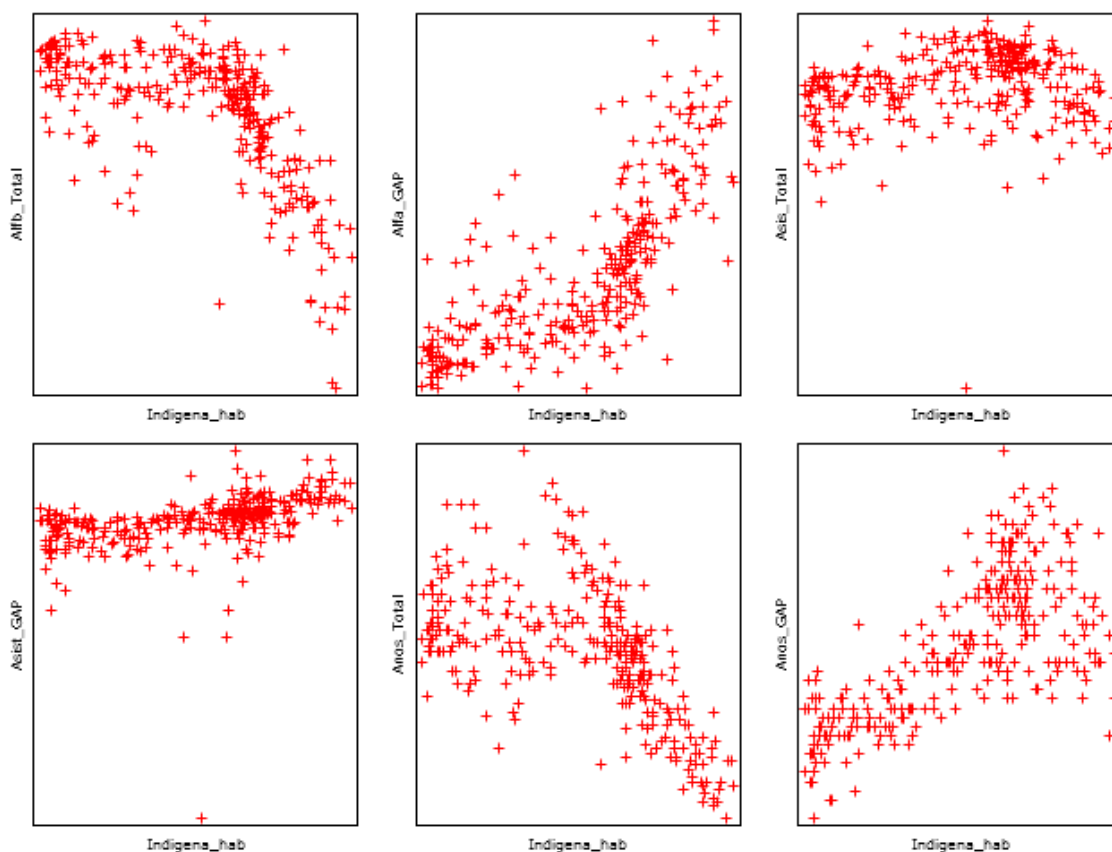 Alfb_Total
Indigena_hab
Alfa_GAP
Indigena_hab
Asis_Total
Indigena_hab
Asist_GAP
Indigena_hab
Anos_Total
Indigena_hab
Anos_GAP
Indigena_hab